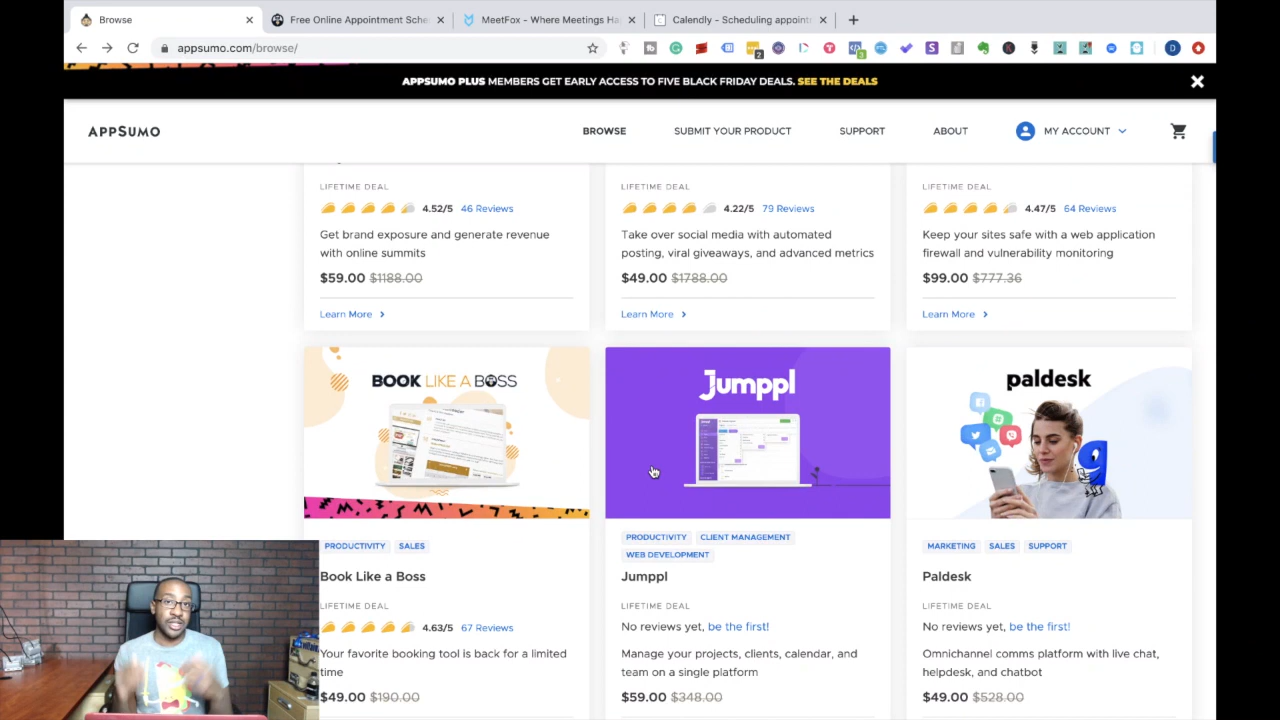 Browse
Free Online Appointment Sche
MeetFox - Where Meetings Ha
Calendly - Scheduling appoint
appsumo.com/browse/
APPSUMO PLUS MEMBERS GET EARLY ACCESS TO FIVE BLACK FRIDAY DEALS. SEE THE DEALS
APPSUMO
BROWSE
SUBMIT YOUR PRODUCT
SUPPORT
ABOUT
MY ACCOUNT
LIFETIME DEAL
4.52/5 46 Reviews
Get brand exposure and generate revenue
with online summits
$59.00 $1188.00
Learn More
LIFETIME DEAL
4.22/5 79 Reviews
Take over social media with automated
posting, viral giveaways, and advanced metrics
$49.00 $1788.00
Learn More
LIFETIME DEAL
4.47/5 64 Reviews
Keep your sites safe with a web application
firewall and vulnerability monitoring
$99.00 $777.36
Learn More
BOOK LIKE A BOSS
PRODUCTIVITY SALES
Book Like a Boss
LIFETIME DEAL
4.63/5 67 Reviews
Your favorite booking tool is back for a limited
time
$49.00 $190.00
Jumppl
PRODUCTIVITY CLIENT MANAGEMENT
WEB DEVELOPMENT
Jumppl
LIFETIME DEAL
No reviews yet, be the first!
Manage your projects, clients, calendar, and
team on a single platform
$59.00 $348.00
paldesk
MARKETING SALES SUPPORT
Paldesk
LIFETIME DEAL
No reviews yet, be the first!
Omnichannel comms platform with live chat,
helpdesk, and chatbot
$49.00 $528.00